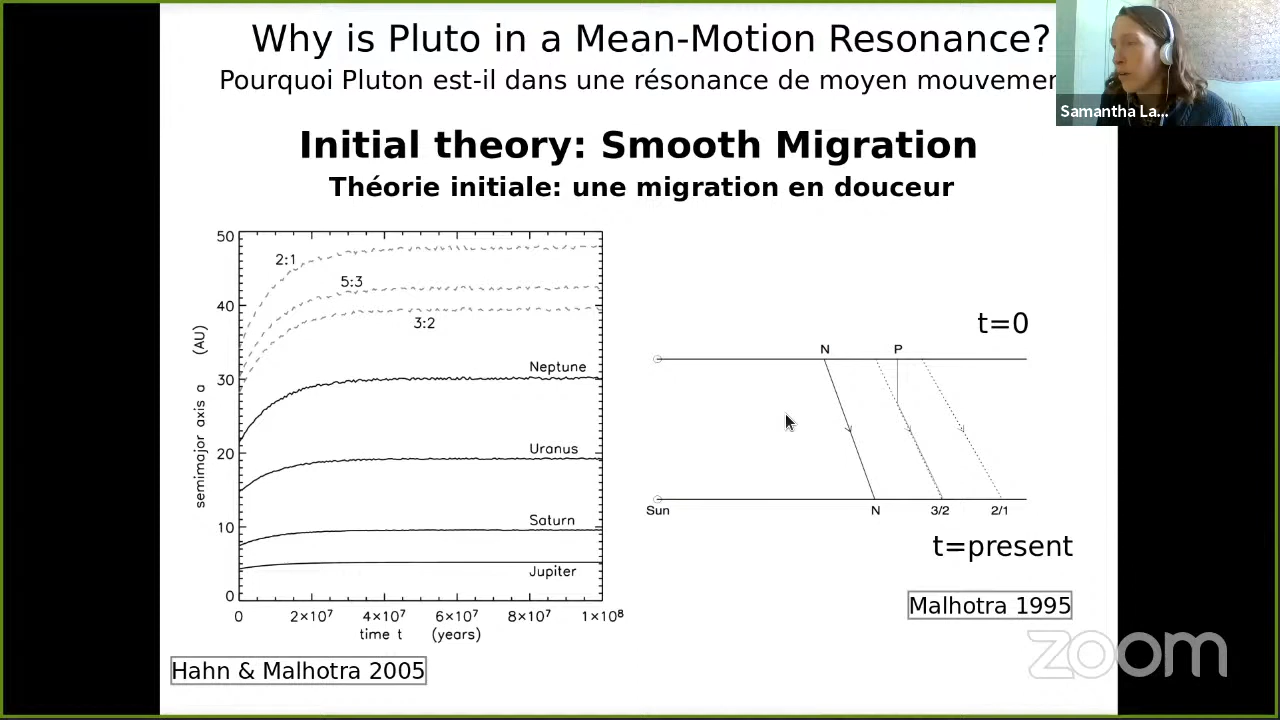 Why is Pluto in a Mean-Motion Resonance?
Pourquoi Pluton est-il dans une résonance de moyen
Samantha La...
Initial theory: Smooth Migration
Théorie initiale: une migration en douceur
50
40
30
20
10
0
semimajor axis a (AU)
2:1
5:3
3:2
Neptune
Uranus
Saturn
Jupiter
0 2×10⁷ 4×10⁷ 6×10⁷ 8×10⁷ 1×10⁸
time t (years)
Hahn & Malhotra 2005
t=0
N P
Sun N 3/2 2/1
t=present
Malhotra 1995
zoom